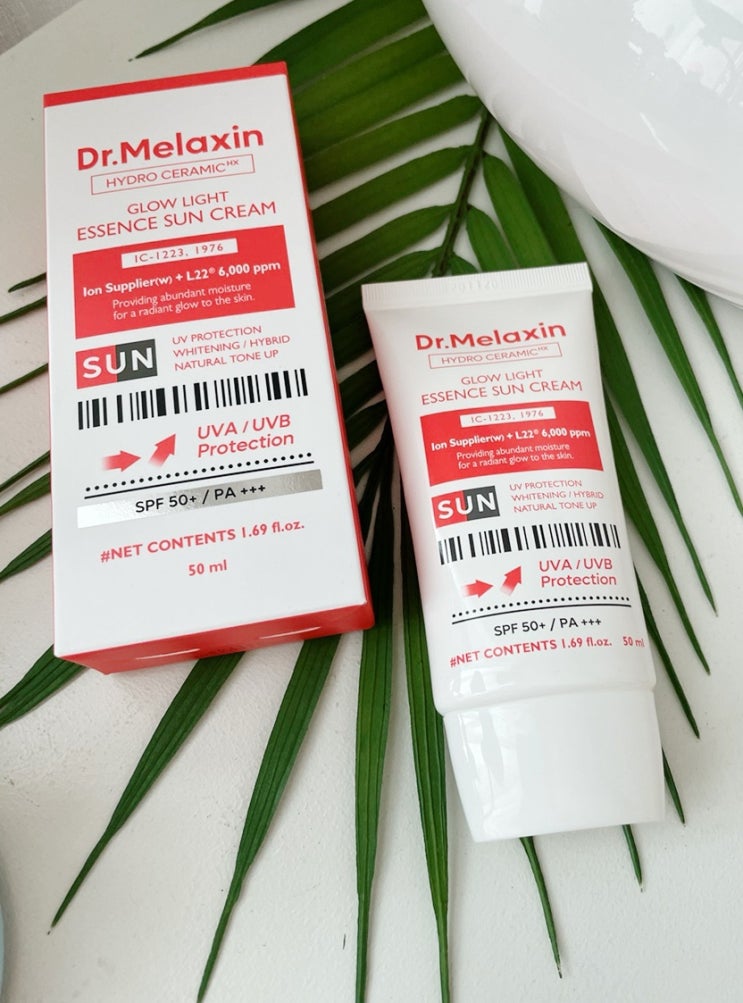 Dr.Melaxin
HYDRO CERAMIC HX
GLOW LIGHT
ESSENCE SUN CREAM
IC-1223, 1976
Ion Supplier(w) + L22® 6,000 ppm
Providing abundant moisture
for a radiant glow to the skin.
SUN
UV PROTECTION
WHITENING / HYBRID
NATURAL TONE UP
UVA / UVB
Protection
SPF 50+ / PA +++
#NET CONTENTS 1.69 fl.oz.
50 ml
Dr.Melaxin
HYDRO CERAMIC HX
GLOW LIGHT
ESSENCE SUN CREAM
IC-1223, 1976
Ion Supplier(w) + L22® 6,000 ppm
Providing abundant moisture
for a radiant glow to the skin.
SUN
UV PROTECTION
WHITENING / HYBRID
NATURAL TONE UP
UVA / UVB
Protection
SPF 50+ / PA +++
#NET CONTENTS 1.69 fl.oz. 50 ml